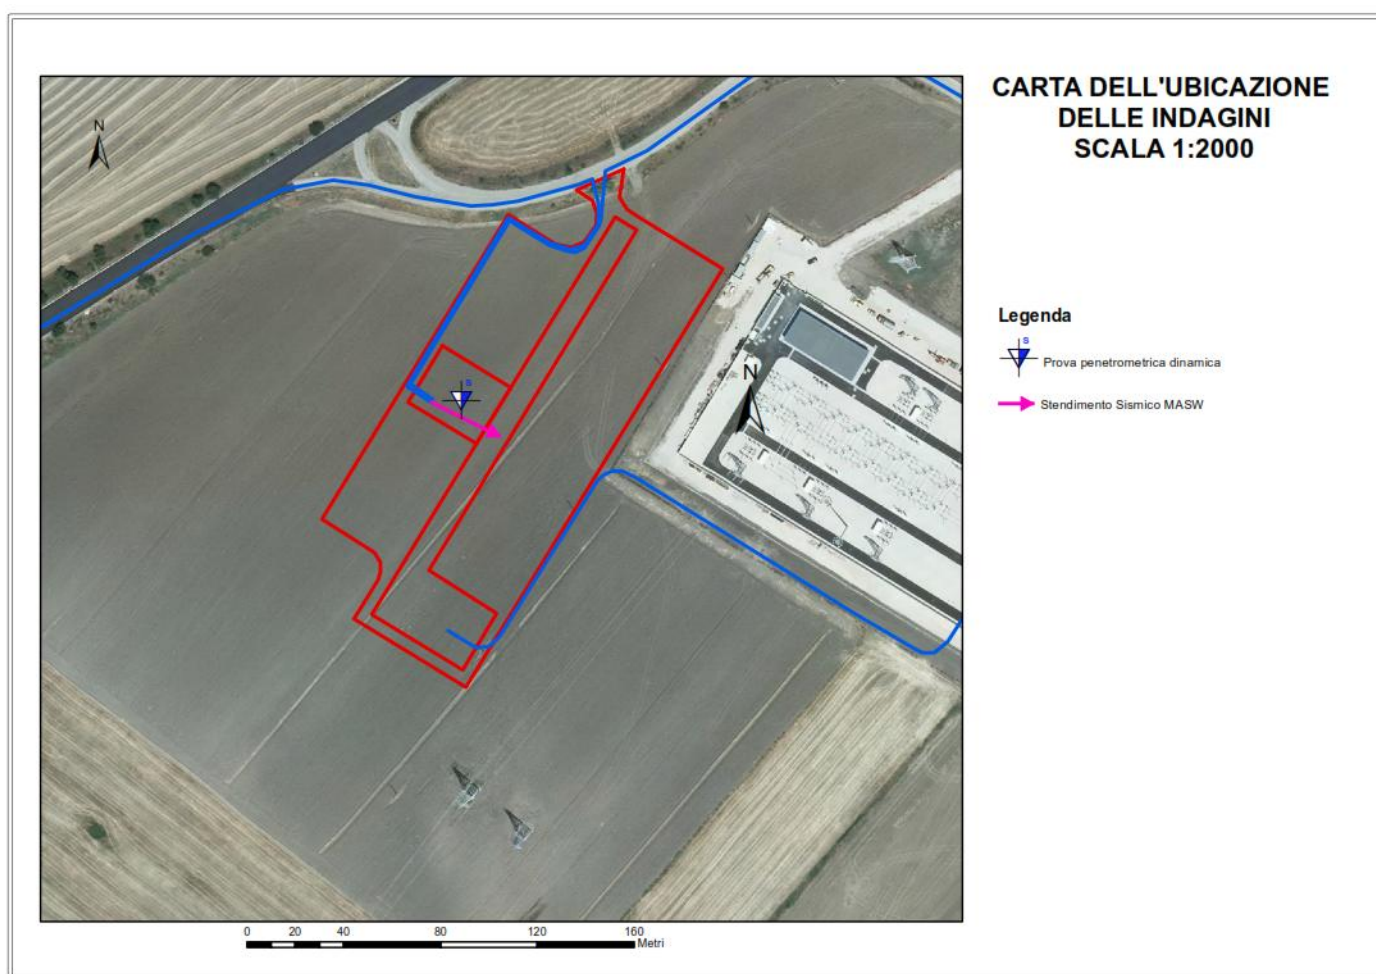 CARTA DELL'UBICAZIONE
DELLE INDAGINI
SCALA 1:2000
N
Legenda
S
Prova penetrometrica dinamica
Stendimento Sismico MASW
S
N
0 20 40 80 120 160
Metri